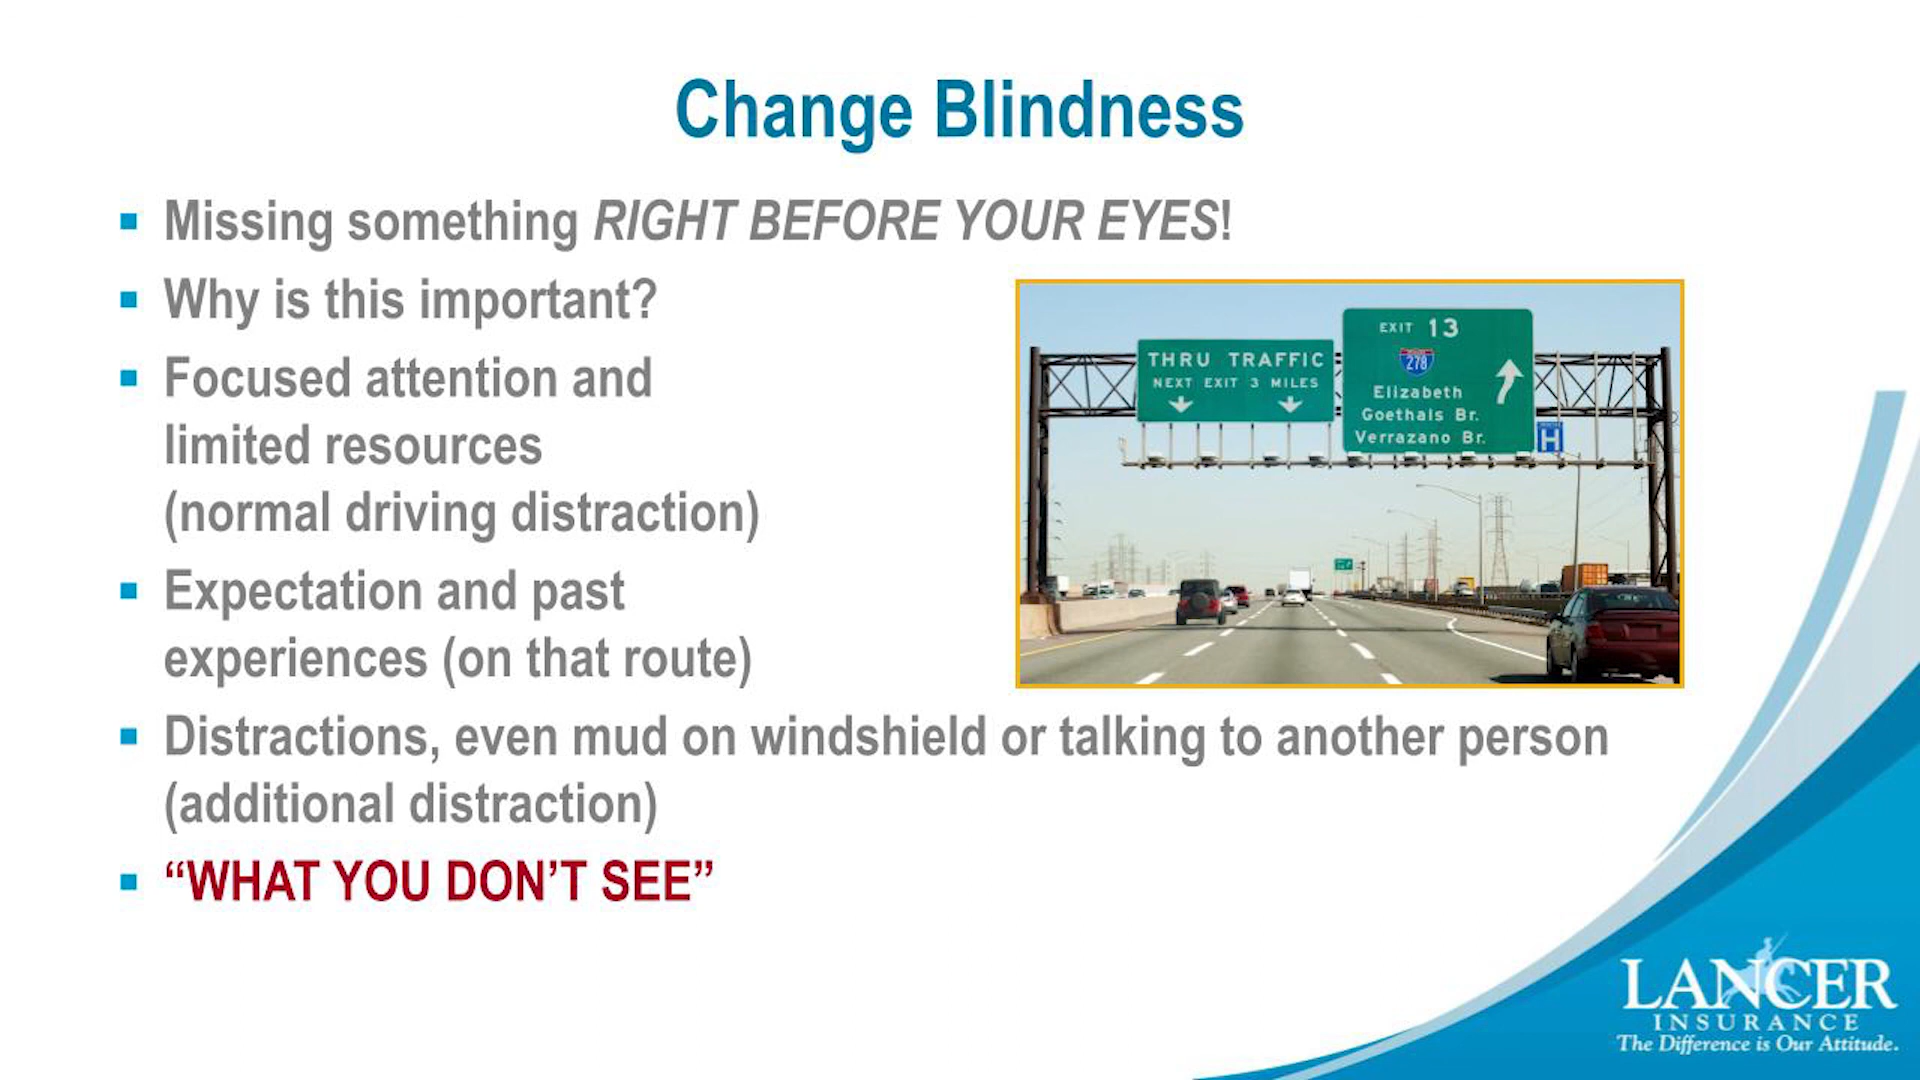 Change Blindness
Missing something RIGHT BEFORE YOUR EYES!
Why is this important?
Focused attention and
limited resources
(normal driving distraction)
Expectation and past
experiences (on that route)
Distractions, even mud on windshield or talking to another person
(additional distraction)
“WHAT YOU DON’T SEE”
THRU TRAFFIC
NEXT EXIT 3 MILES
EXIT 13
278
Elizabeth
Goethals Br.
Verrazano Br.
H
LANCER
INSURANCE
The Difference is Our Attitude.